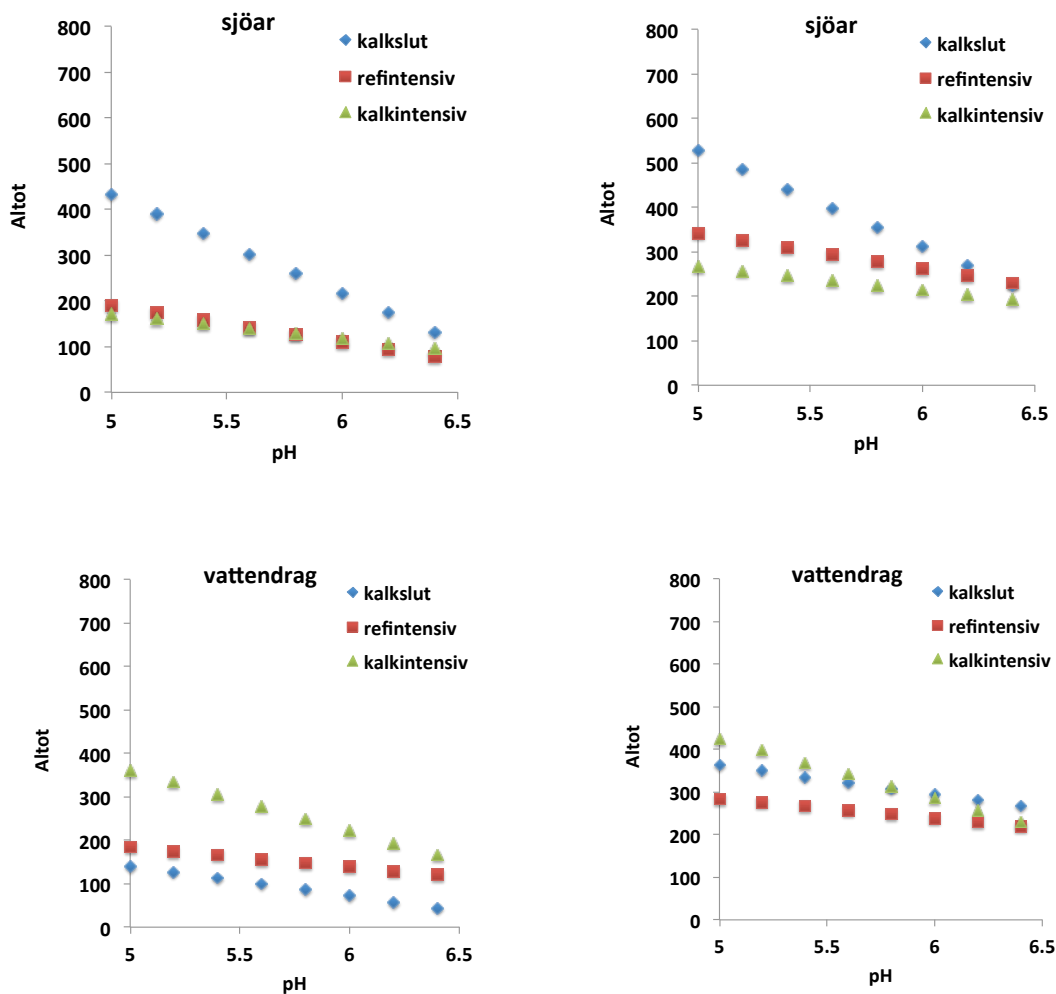 sjöar
800
700
600
500
400
300
200
100
0
Altot
5
5.5
6
6.5
pH
kalkslut
refintensiv
kalkintensiv
sjöar
800
700
600
500
400
300
200
100
0
Altot
5
5.5
6
6.5
pH
kalkslut
refintensiv
kalkintensiv
vattendrag
800
700
600
500
400
300
200
100
0
Altot
5
5.5
6
6.5
pH
kalkslut
refintensiv
kalkintensiv
vattendrag
800
700
600
500
400
300
200
100
0
Altot
5
5.5
6
6.5
pH
kalkslut
refintensiv
kalkintensiv